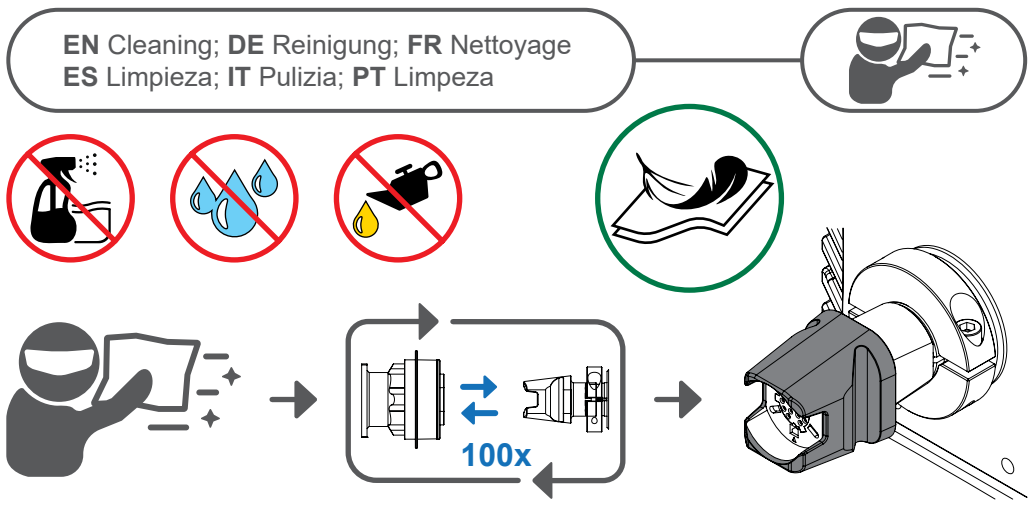 EN Cleaning; DE Reinigung; FR Nettoyage
ES Limpieza; IT Pulizia; PT Limpeza
100x